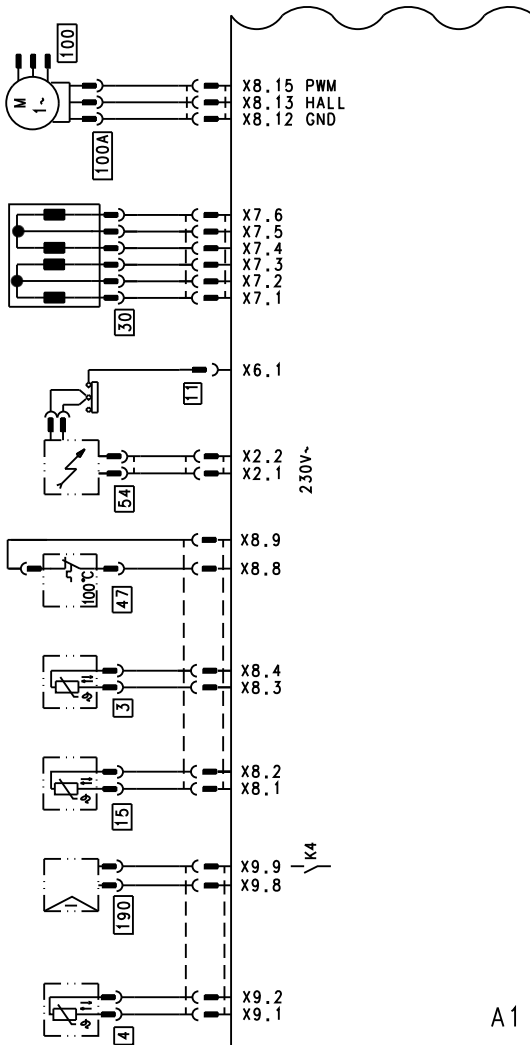 100
M
1~
X8.15 PWM
X8.13 HALL
X8.12 GND
100A
X7.6
X7.5
X7.4
X7.3
X7.2
X7.1
30
X6.1
11
X2.2
X2.1
230V~
54
X8.9
X8.8
100°C
47
X8.4
X8.3
3
X8.2
X8.1
15
X9.9
K4
X9.8
190
X9.2
X9.1
4
A1